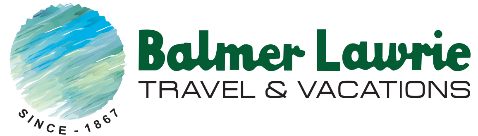 Balmer Lawrie
TRAVEL & VACATIONS
SINCE - 1867